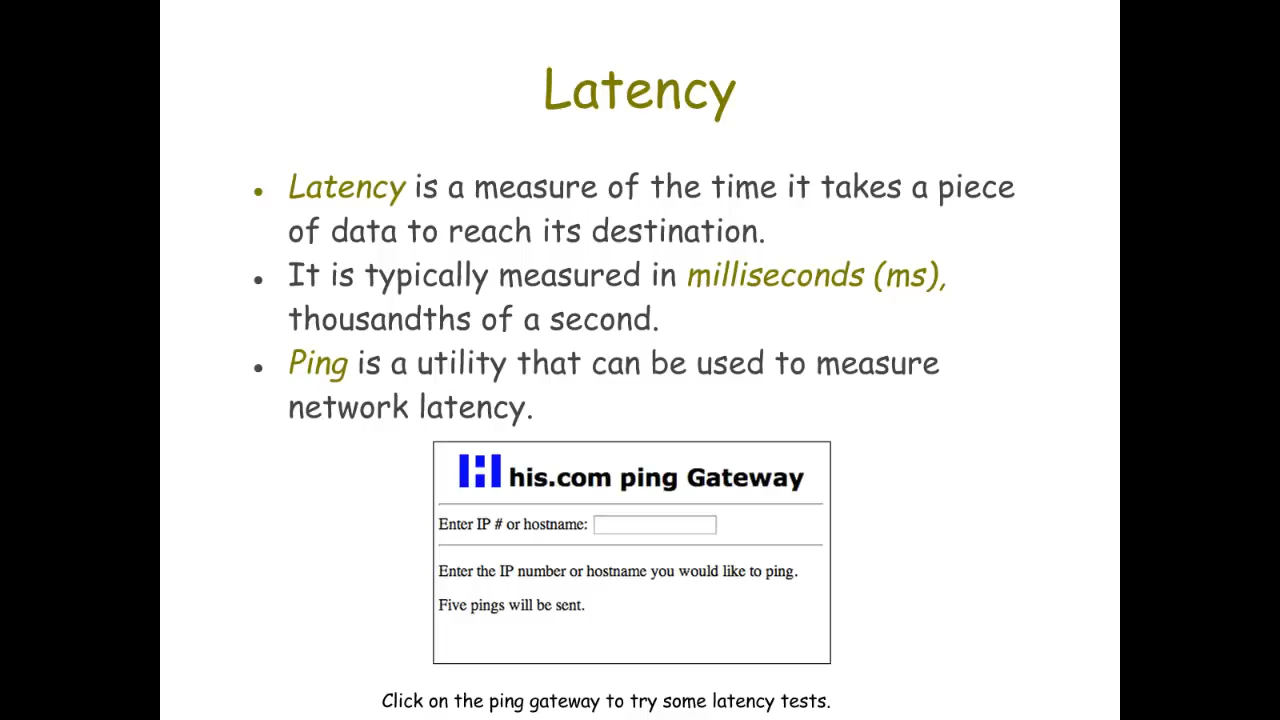 Latency
Latency is a measure of the time it takes a piece
of data to reach its destination.
It is typically measured in milliseconds (ms),
thousandths of a second.
Ping is a utility that can be used to measure
network latency.
his.com ping Gateway
Enter IP # or hostname:
Enter the IP number or hostname you would like to ping.
Five pings will be sent.
Click on the ping gateway to try some latency tests.